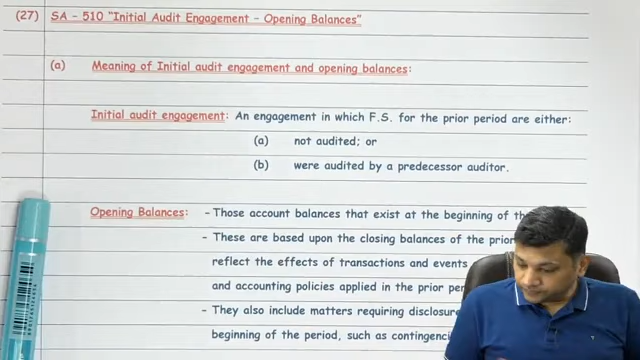 (27) SA – 510 "Initial Audit Engagement – Opening Balances"
(a) Meaning of Initial audit engagement and opening balances:
Initial audit engagement: An engagement in which F.S. for the prior period are either:
(a) not audited; or
(b) were audited by a predecessor auditor.
Opening Balances: - Those account balances that exist at the beginning of
- These are based upon the closing balances of the prior
reflect the effects of transactions and events
and accounting policies applied in the prior
- They also include matters requiring disclosure
beginning of the period, such as